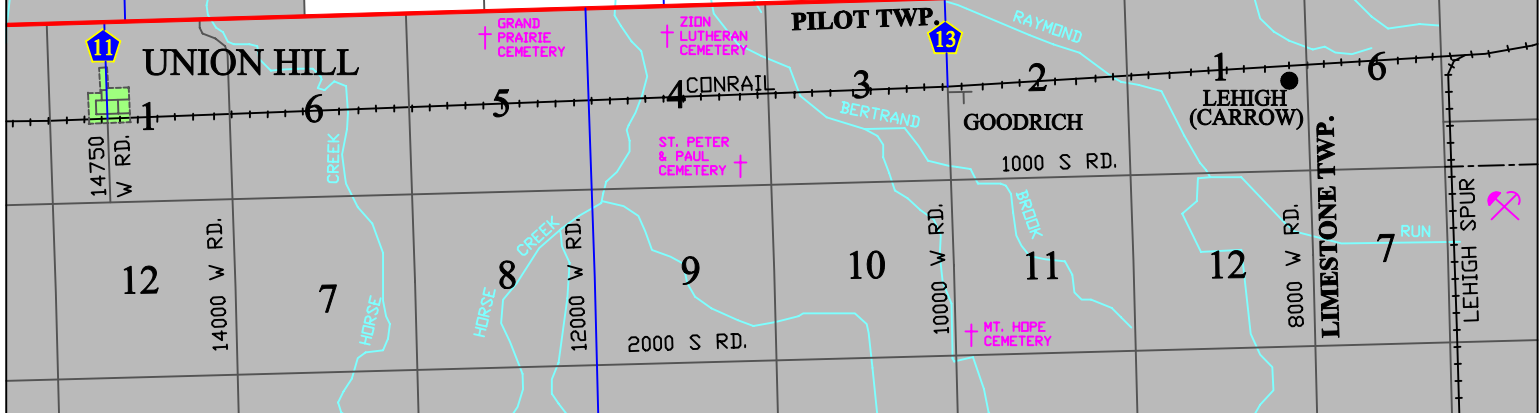 GRAND
PRAIRIE
CEMETERY
ZION
LUTHERAN
CEMETERY
PILOT TWP.
RAYMOND
11
13
UNION HILL
CONRAIL
1
6
5
4
3
2
1
6
LEHIGH
(CARROW)
BERTRAND
GOODRICH
ST. PETER
& PAUL
CEMETERY
1000 S RD.
CREEK
14750
W RD.
LIMESTONE TWP.
LEHIGH SPUR
BROOK
RUN
CREEK
14000 W RD.
12000 W RD.
10000 W RD.
8000 W RD.
12
7
8
9
10
11
12
7
HORSE
HORSE
2000 S RD.
MT. HOPE
CEMETERY